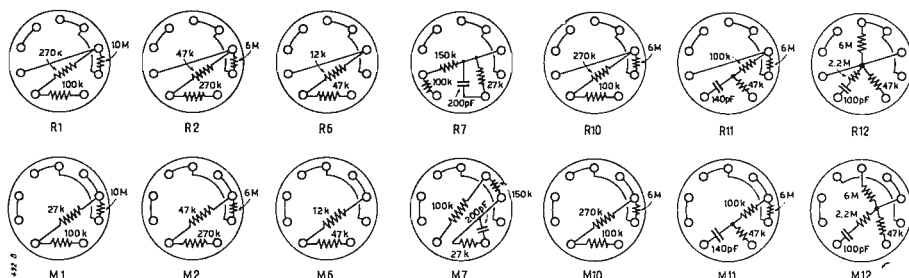 10M
270k
100k
R1
47k
6M
270k
R2
12k
47k
R6
150k
100k
200pF
27k
R7
6M
270k
100k
R10
100k
6M
140pF
47k
R11
6M
2,2M
100pF
47k
R12
10M
27k
100k
M1
47k
6M
270k
M2
12k
47k
M6
100k
200pF
150k
27k
M7
6M
270k
100k
M10
6M
100k
140pF
47k
M11
6M
2,2M
100pF
47k
M12